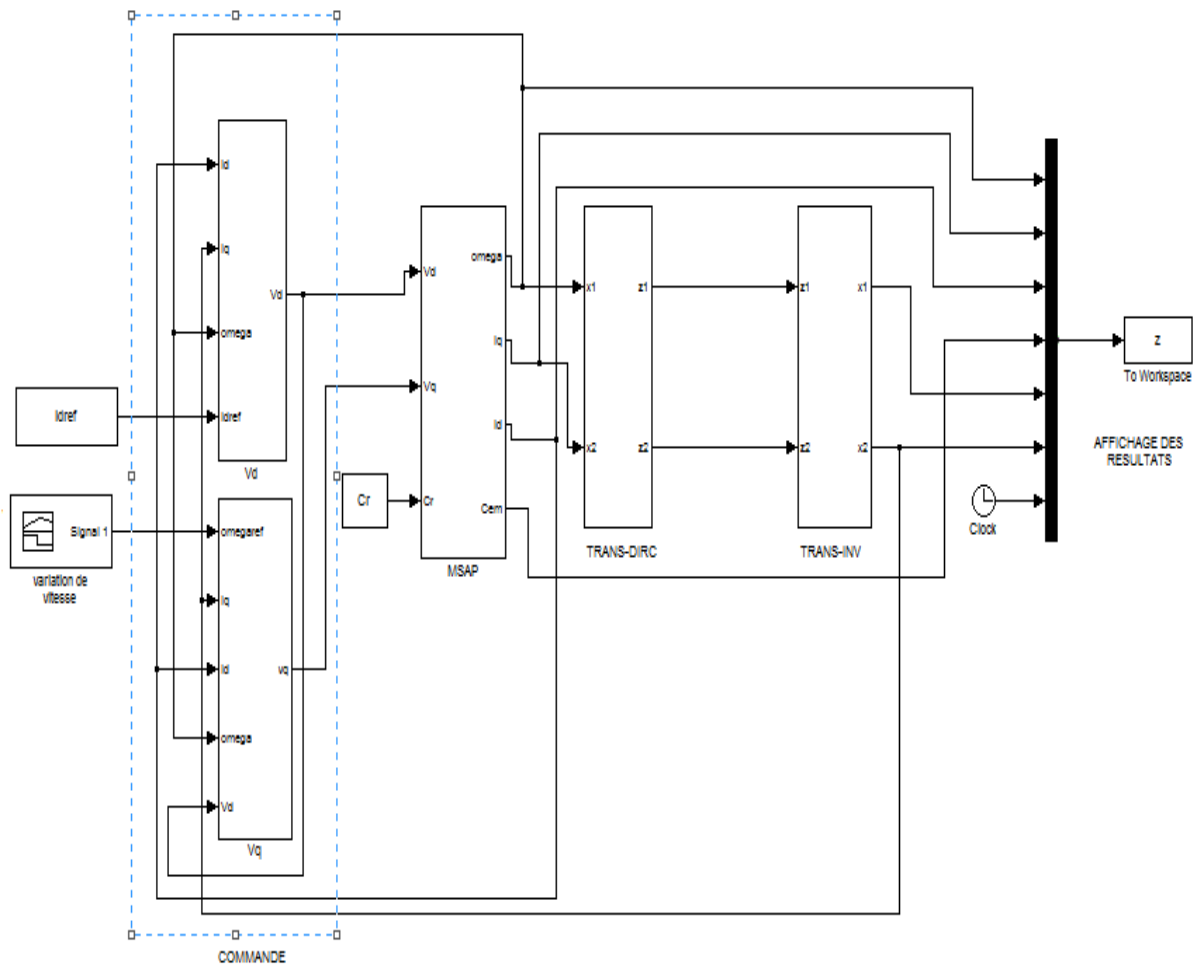 Id
Iq
omega
Idref
Vd
Vd
Idref
Signal 1
variation de
vitesse
omegaref
Iq
Id
omega
Vd
vq
Vq
COMMANDE
Cr
Vd
Vq
Cr
omega
Iq
Id
Cem
MSAP
x1
x2
z1
z2
TRANS-DIRC
z1
z2
x1
x2
TRANS-INV
Clock
z
To Workspace
AFFICHAGE DES
RESULTATS